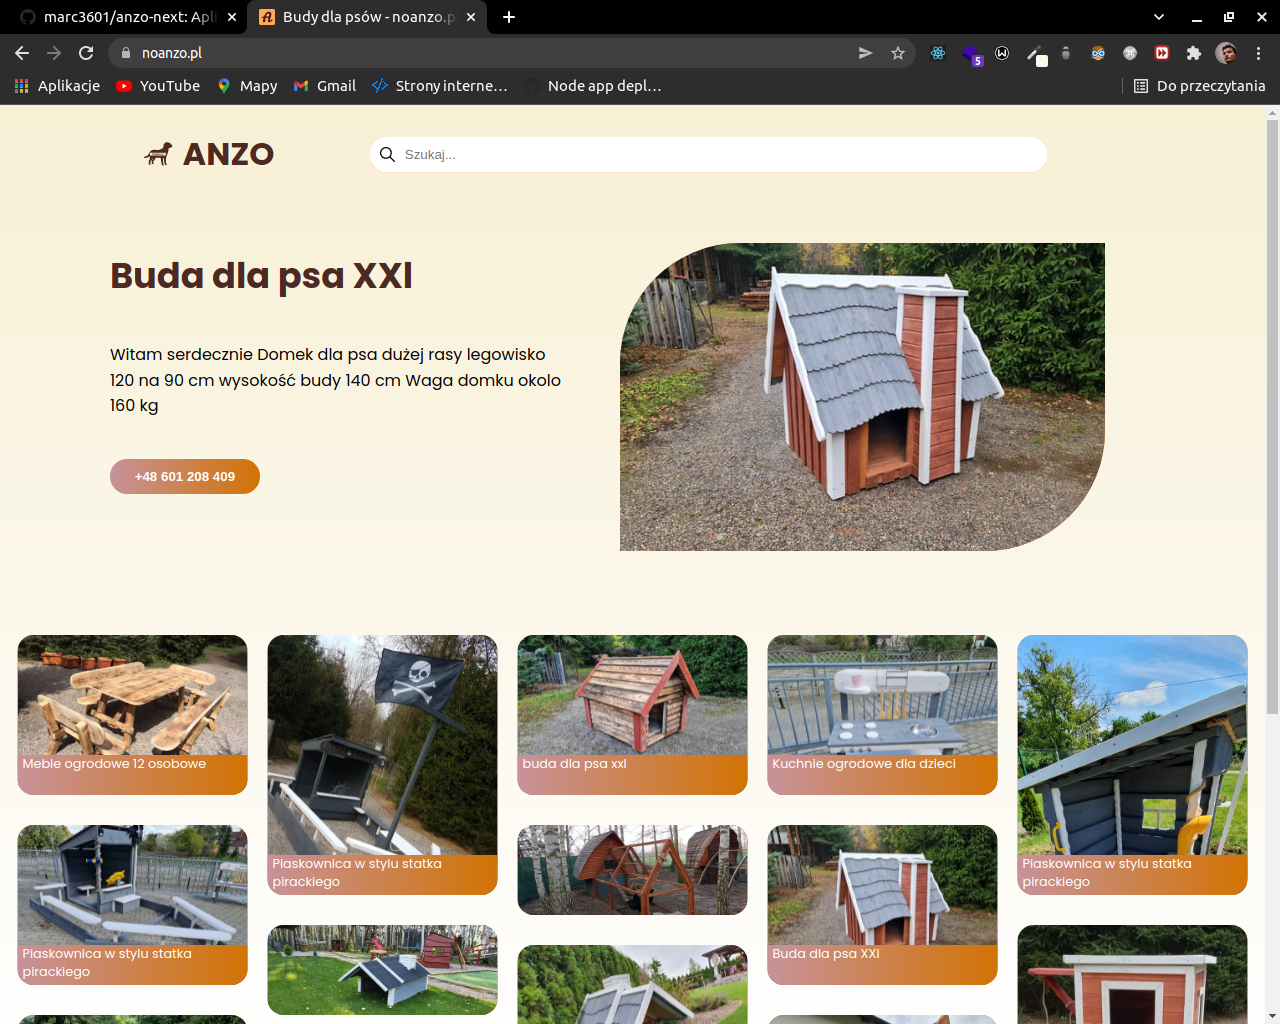 marc3601/anzo-next: Apli
Budy dla psów - noanzo.p
noanzo.pl
5
Aplikacje
YouTube
Mapy
Gmail
Strony interne…
Node app depl…
Do przeczytania
ANZO
Szukaj...
Buda dla psa XXl
Witam serdecznie Domek dla psa dużej rasy legowisko
120 na 90 cm wysokość budy 140 cm Waga domku okolo
160 kg
+48 601 208 409
Meble ogrodowe 12 osobowe
Piaskownica w stylu statka
pirackiego
buda dla psa xxl
Kuchnie ogrodowe dla dzieci
Piaskownica w stylu statka
pirackiego
Piaskownica w stylu statka
pirackiego
Buda dla psa XXl